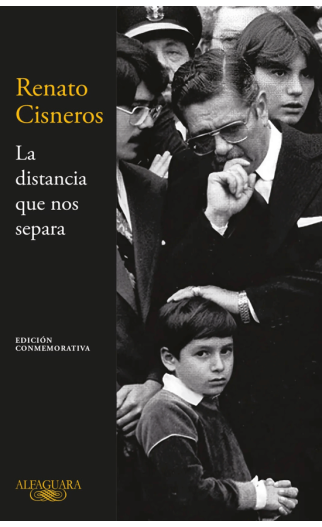 Renato
Cisneros
La
distancia
que nos
separa
EDICIÓN
CONMEMORATIVA
ALFAGUARA